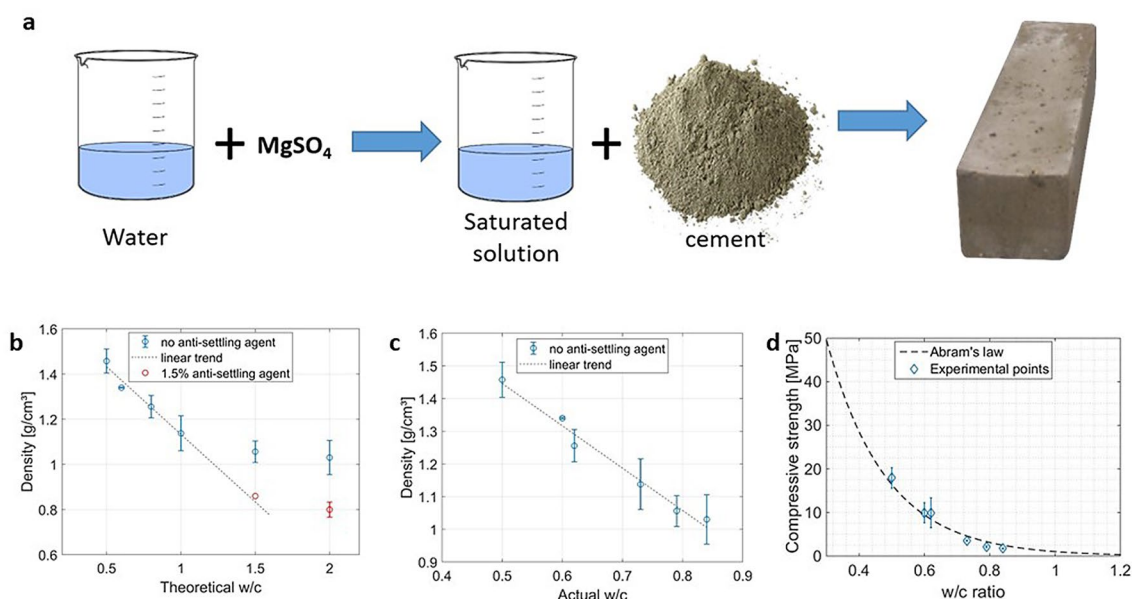 a
+ MgSO₄
+
Water
Saturated
solution
cement
b
Density [g/cm³]
1.6
1.4
1.2
1
0.8
0.6
no anti-settling agent
linear trend
1.5% anti-settling agent
0.5
1
1.5
2
Theoretical w/c
c
Density [g/cm³]
1.6
1.5
1.4
1.3
1.2
1.1
1
0.9
no anti-settling agent
linear trend
0.4
0.5
0.6
0.7
0.8
0.9
Actual w/c
d
Compressive strength [MPa]
50
40
30
20
10
0
Abram's law
Experimental points
0.4
0.6
0.8
1
1.2
w/c ratio